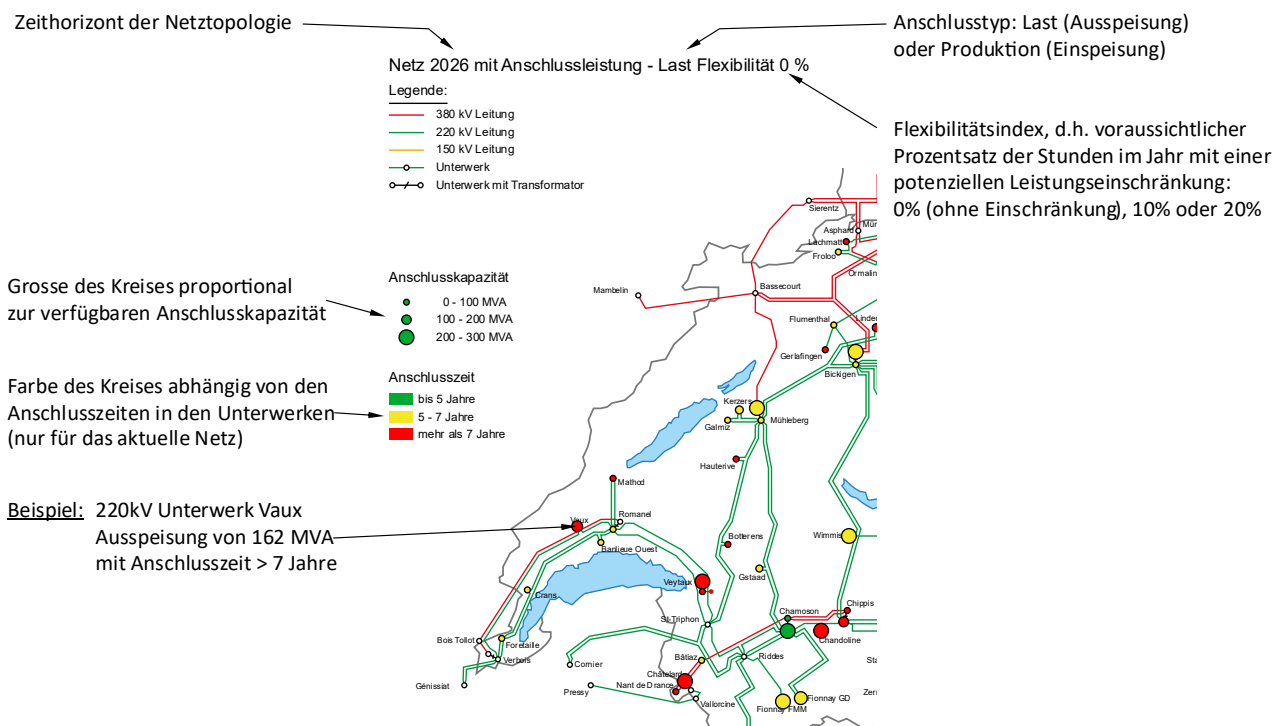 Zeithorizont der Netztopologie
Anschlusstyp: Last (Ausspeisung)
oder Produktion (Einspeisung)
Netz 2026 mit Anschlussleistung - Last Flexibilität 0 %
Legende:
380 kV Leitung
220 kV Leitung
150 kV Leitung
Unterwerk
Unterwerk mit Transformator
Flexibilitätsindex, d.h. voraussichtlicher
Prozentsatz der Stunden im Jahr mit einer
potenziellen Leistungseinschränkung:
0% (ohne Einschränkung), 10% oder 20%
Grosse des Kreises proportional
zur verfügbaren Anschlusskapazität
Anschlusskapazität
0 - 100 MVA
100 - 200 MVA
200 - 300 MVA
Farbe des Kreises abhängig von den
Anschlusszeiten in den Unterwerken
(nur für das aktuelle Netz)
Anschlusszeit
bis 5 Jahre
5 - 7 Jahre
mehr als 7 Jahre
Beispiel: 220kV Unterwerk Vaux
Ausspeisung von 162 MVA
mit Anschlusszeit > 7 Jahre
Sierentz
Asphard
Lachmatt
Froloo
Ormalin
Mambelin
Bassecourt
Flumenthal
Linder
Gerlafingen
Bickigen
Kerzers
Galmiz
Mühleberg
Hauterive
Mathod
Vaux
Romanel
Banlieue Ouest
Botterens
Wimmis
Gstaad
Veytaux
Crans
St-Triphon
Chamoson
Chippis
Chandoline
Bois Tollot
Foretaille
Verbois
Cornier
Bâtiaz
Riddes
Génissiat
Pressy
Châtelard
Nant de Drance
Vallorcine
Fionnay FMM
Fionnay GD
Sta
Zer